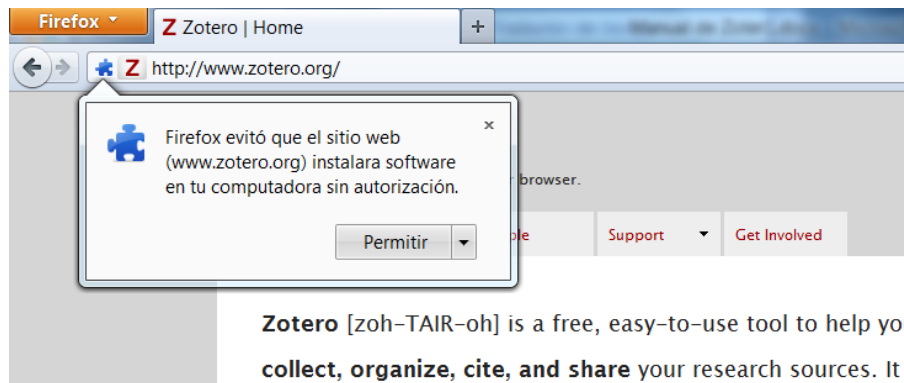 Firefox
Z Zotero | Home
+
Z http://www.zotero.org/
Firefox evitó que el sitio web
(www.zotero.org) instalara software
en tu computadora sin autorización.
x
browser.
Permitir
Support
Get Involved
Zotero [zoh-TAIR-oh] is a free, easy-to-use tool to help yo
collect, organize, cite, and share your research sources. It